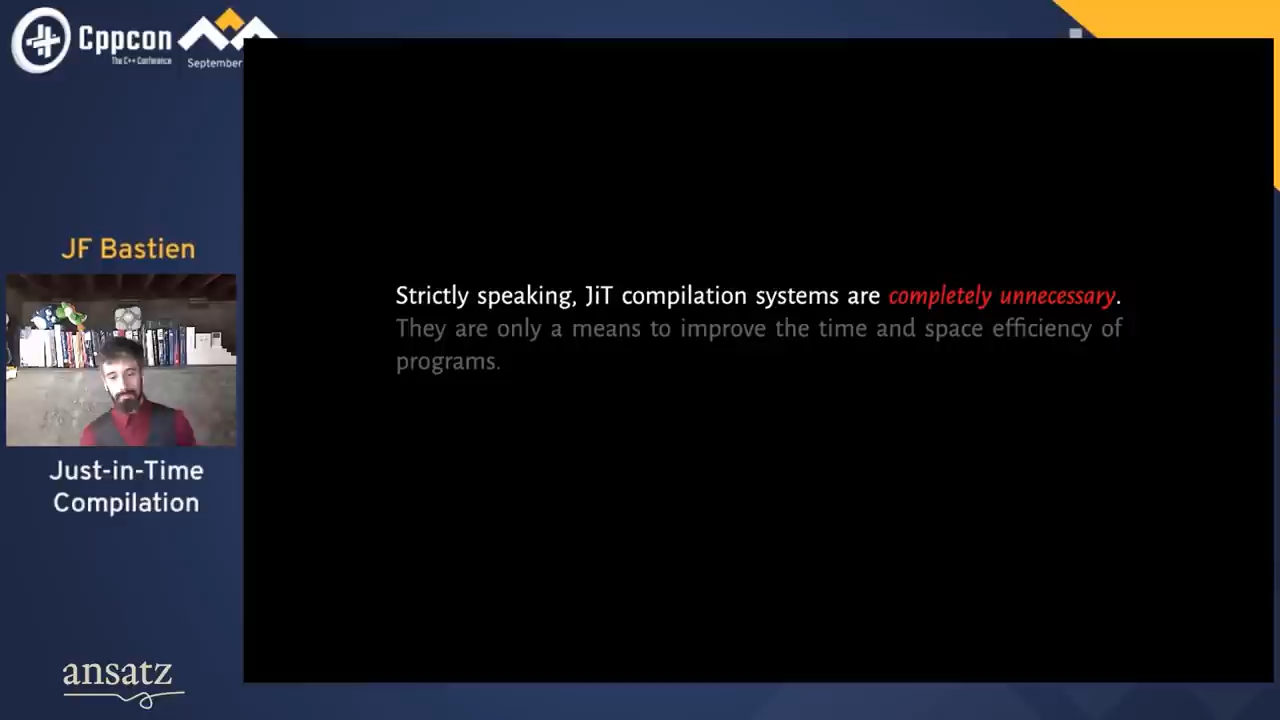 Cppcon
The C++ Conference
September
JF Bastien
Just-in-Time
Compilation
ansatz
Strictly speaking, JiT compilation systems are completely unnecessary.
They are only a means to improve the time and space efficiency of
programs.